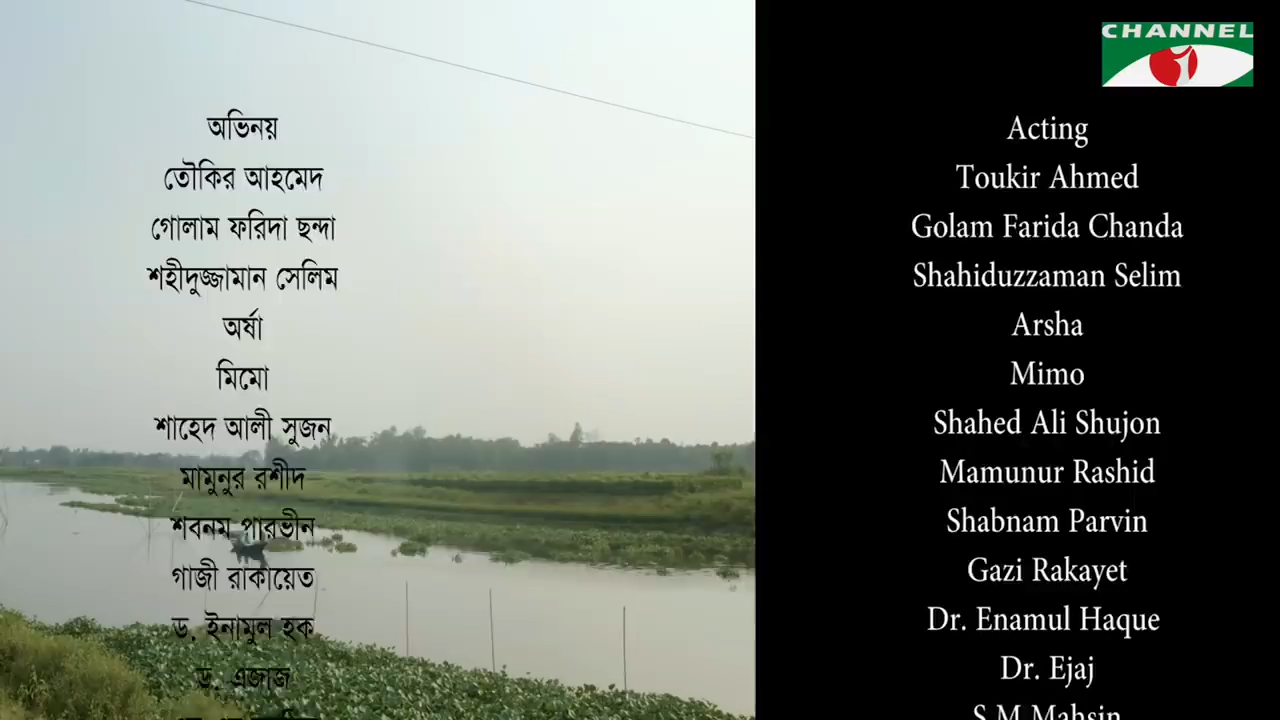 CHANNEL
অভিনয়
তৌকির আহমেদ
গোলাম ফরিদা ছন্দা
শহীদুজ্জামান সেলিম
অর্ষা
মিমো
শাহেদ আলী সুজন
মামুনুর রশীদ
শবনম পারভীন
গাজী রাকায়েত
ড. ইনামুল হক
ড. এজাজ
Acting
Toukir Ahmed
Golam Farida Chanda
Shahiduzzaman Selim
Arsha
Mimo
Shahed Ali Shujon
Mamunur Rashid
Shabnam Parvin
Gazi Rakayet
Dr. Enamul Haque
Dr. Ejaj
S M Mahsin